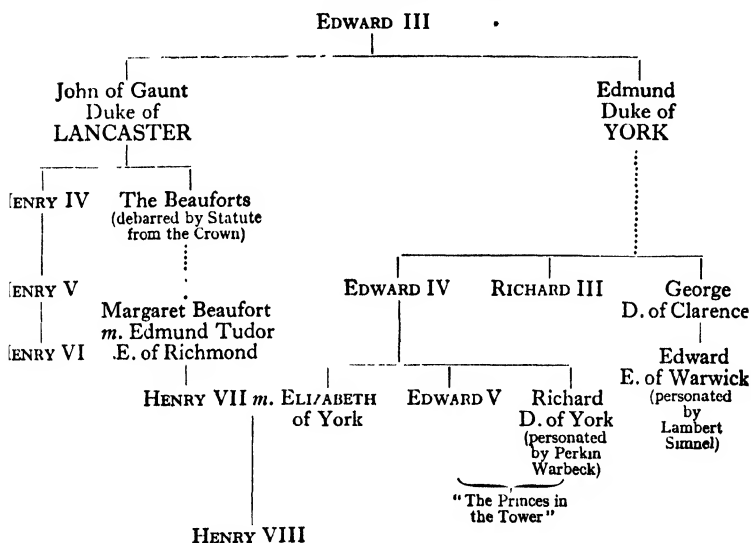 EDWARD III
John of Gaunt
Duke of
LANCASTER
Edmund
Duke of
YORK
ENRY IV
The Beauforts
(debarred by Statute
from the Crown)
ENRY V
EDWARD IV
RICHARD III
George
D. of Clarence
Margaret Beaufort
m. Edmund Tudor
E. of Richmond
ENRY VI
Edward
E. of Warwick
(personated
by
Lambert
Simnel)
HENRY VII m. ELIZABETH
of York
EDWARD V
Richard
D. of York
(personated
by Perkin
Warbeck)
"The Princes in
the Tower"
HENRY VIII